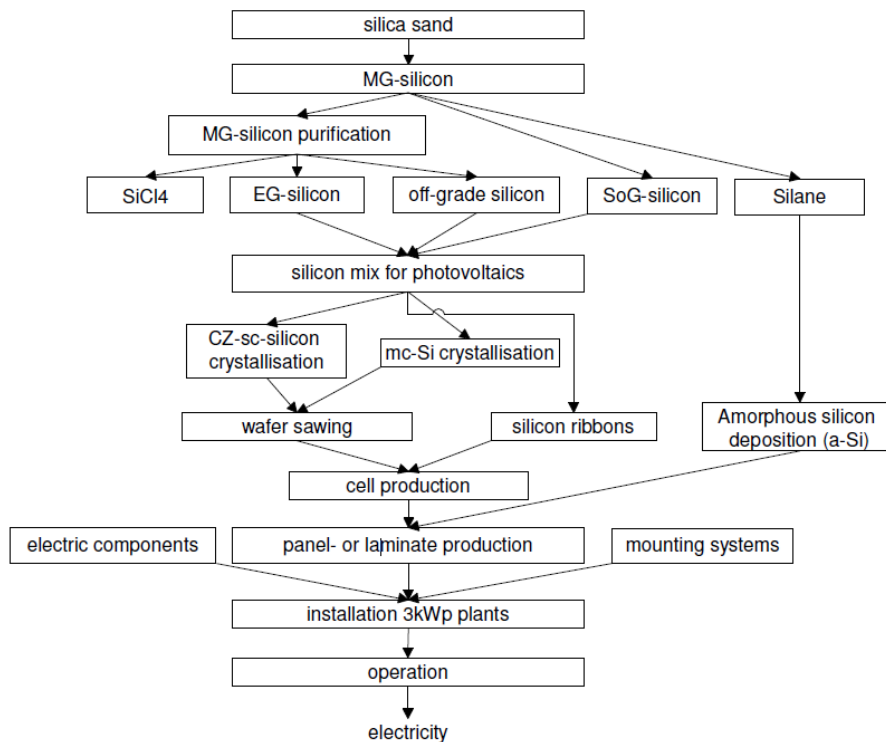 silica sand
MG-silicon
MG-silicon purification
SiCl4
EG-silicon
off-grade silicon
SoG-silicon
Silane
silicon mix for photovoltaics
CZ-sc-silicon
crystallisation
mc-Si crystallisation
wafer sawing
silicon ribbons
Amorphous silicon
deposition (a-Si)
cell production
electric components
panel- or laminate production
mounting systems
installation 3kWp plants
operation
electricity